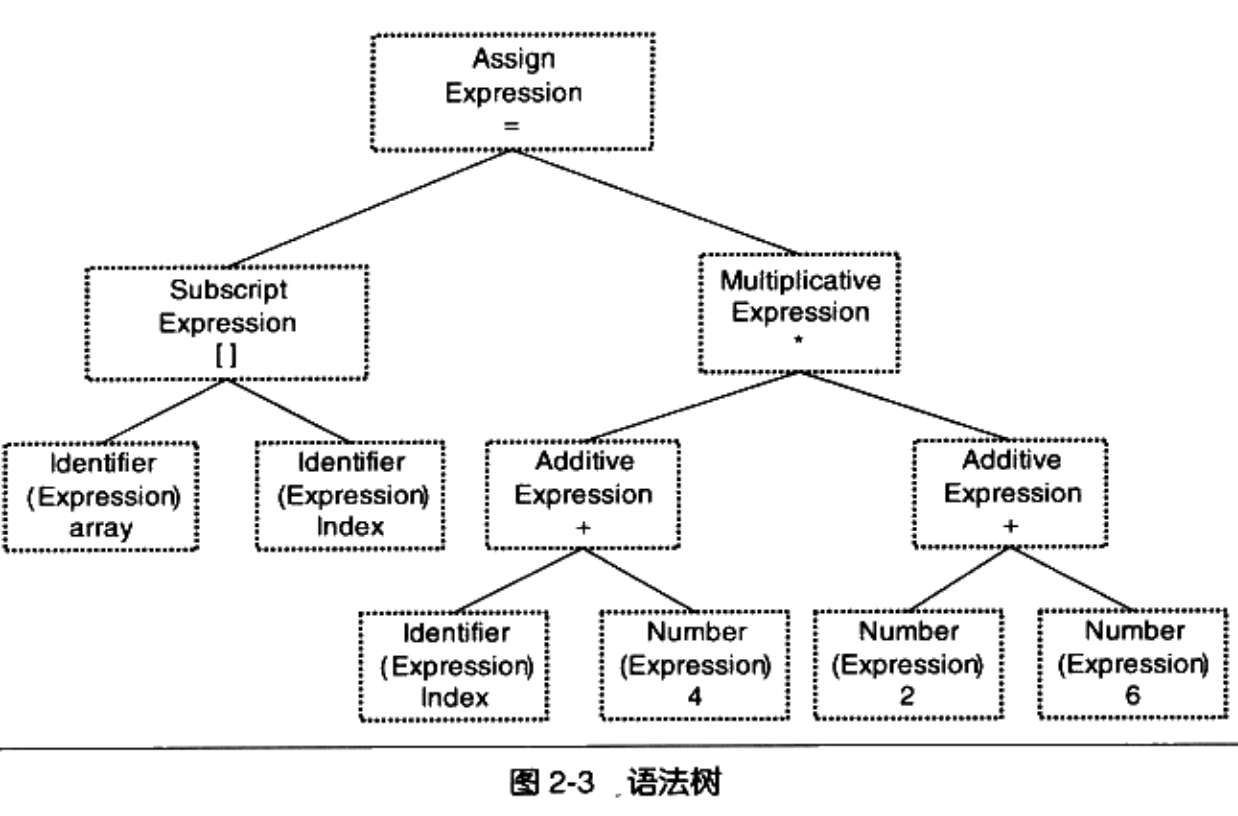 Assign
Expression
=
Subscript
Expression
[ ]
Multiplicative
Expression
*
Identifier
(Expression)
array
Identifier
(Expression)
Index
Additive
Expression
+
Additive
Expression
+
Identifier
(Expression)
Index
Number
(Expression)
4
Number
(Expression)
2
Number
(Expression)
6
图 2-3 语法树